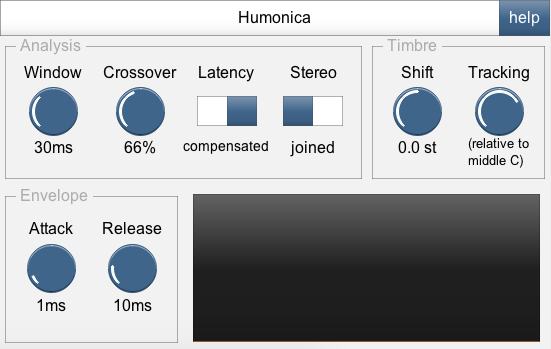 Humonica
help
Analysis
Window
Crossover
Latency
Stereo
30ms
66%
compensated
joined
Timbre
Shift
Tracking
0.0 st
(relative to
middle C)
Envelope
Attack
Release
1ms
10ms